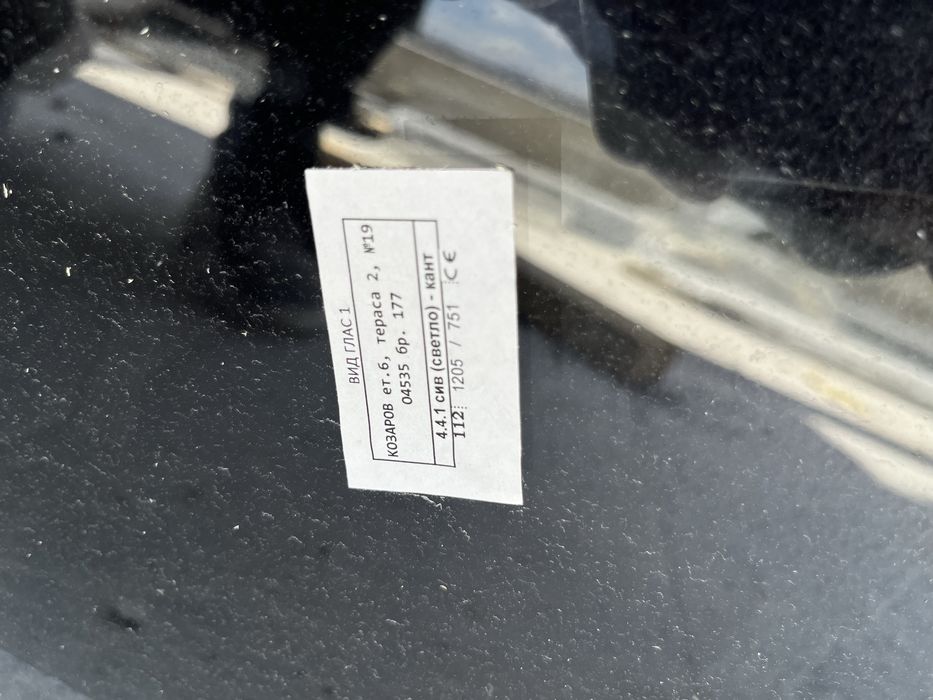 ВИД ГЛАС 1
КОЗАРОВ ет.6, тераса 2, №19
04535 бр. 177
4.4.1 сив (светло) - кант
112: 1205 / 751 CE